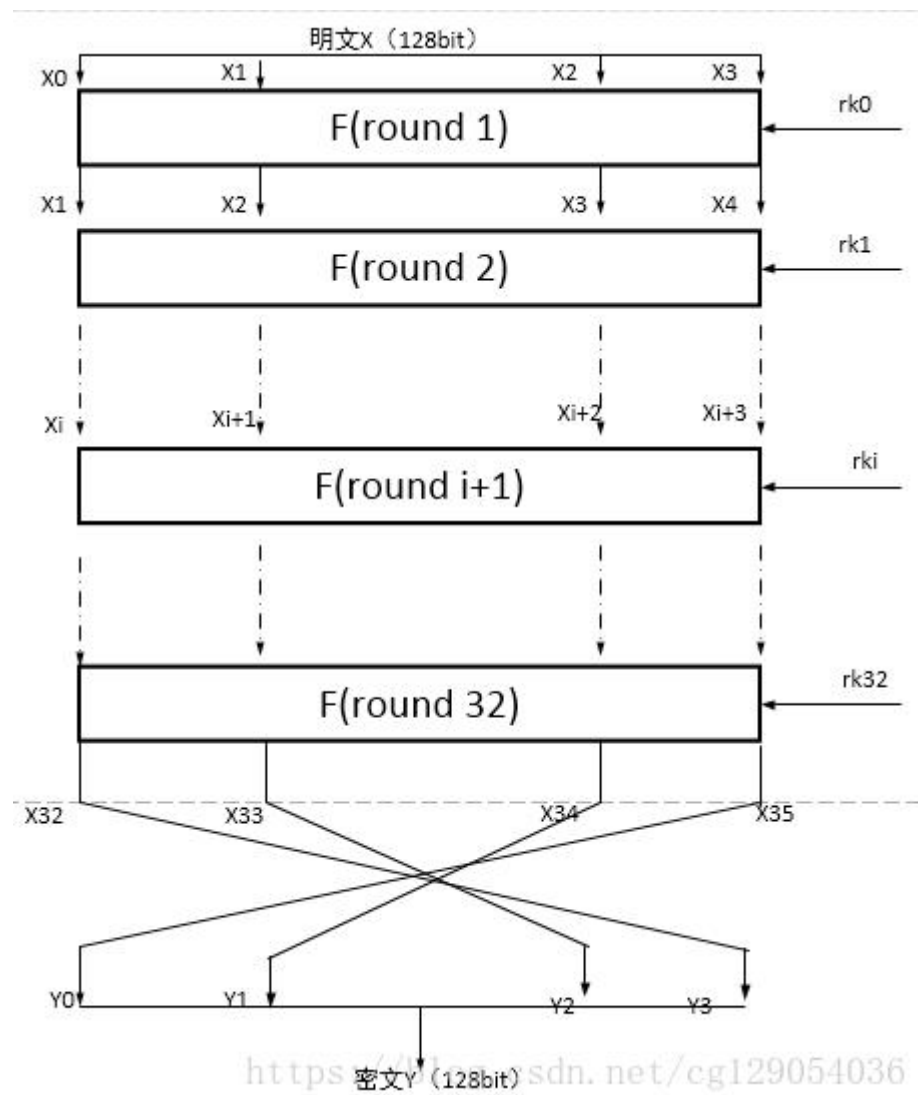 明文X（128bit）
X0 X1 X2 X3
F(round 1)
rk0
X1 X2 X3 X4
F(round 2)
rk1
Xi Xi+1 Xi+2 Xi+3
F(round i+1)
rki
F(round 32)
rk32
X32 X33 X34 X35
Y0 Y1 Y2 Y3
密文Y（128bit）
https://blog.csdn.net/cg129054036